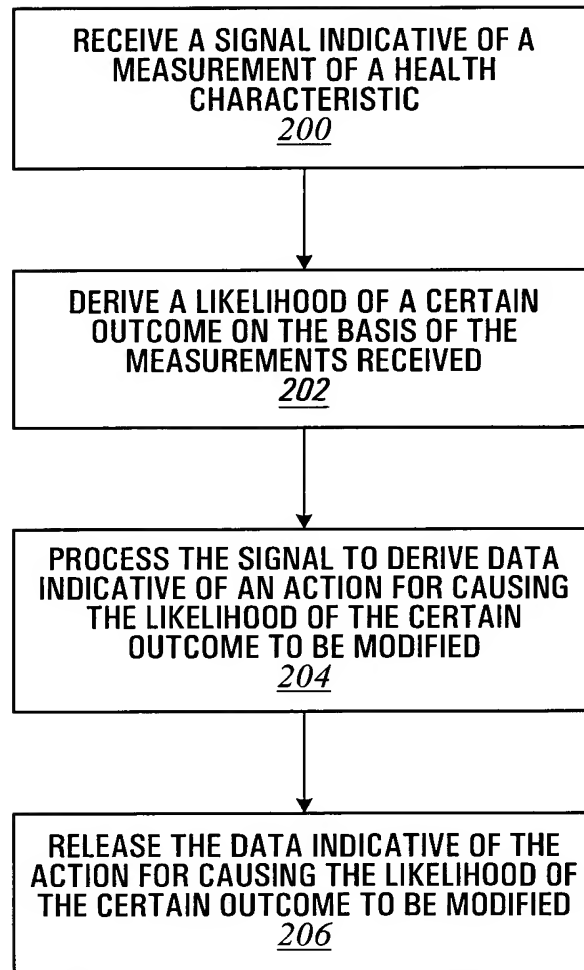 RECEIVE A SIGNAL INDICATIVE OF A
MEASUREMENT OF A HEALTH
CHARACTERISTIC
200
DERIVE A LIKELIHOOD OF A CERTAIN
OUTCOME ON THE BASIS OF THE
MEASUREMENTS RECEIVED
202
PROCESS THE SIGNAL TO DERIVE DATA
INDICATIVE OF AN ACTION FOR CAUSING
THE LIKELIHOOD OF THE CERTAIN
OUTCOME TO BE MODIFIED
204
RELEASE THE DATA INDICATIVE OF THE
ACTION FOR CAUSING THE LIKELIHOOD OF
THE CERTAIN OUTCOME TO BE MODIFIED
206